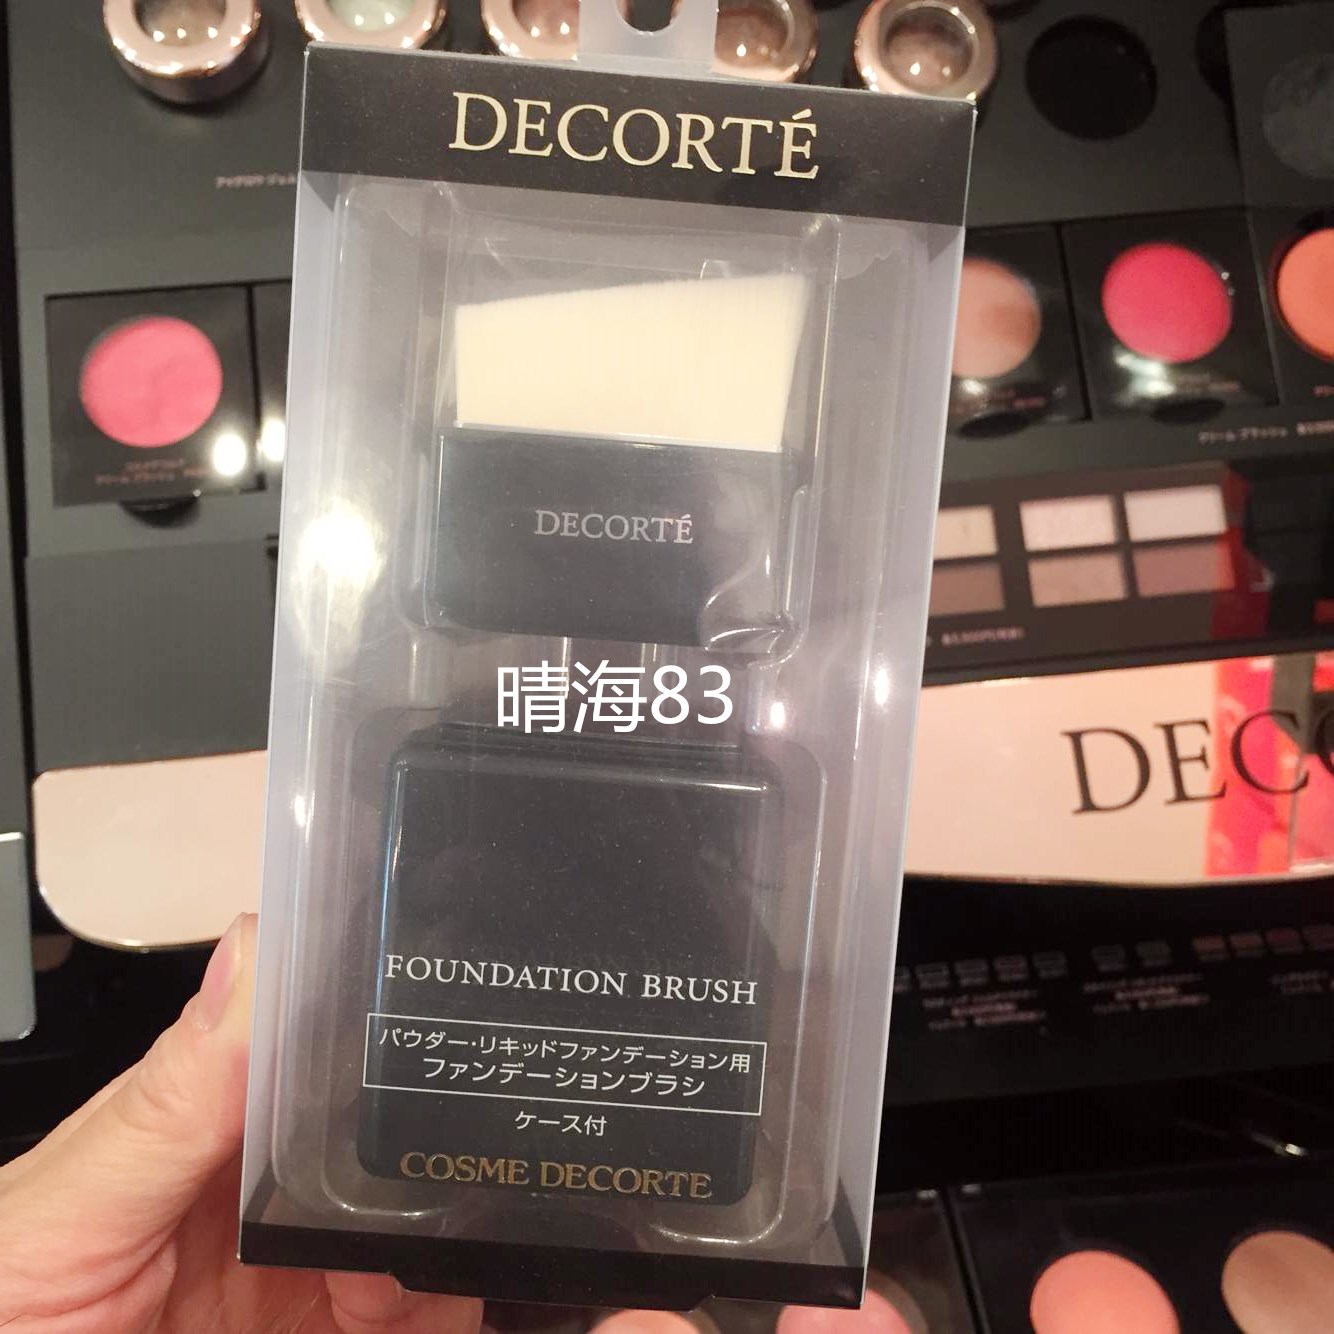 DECORTÉ
DECORTÉ
晴海83
DEC
FOUNDATION BRUSH
パウダー・リキッドファンデーション用
ファンデーションブラシ
ケース付
COSME DECORTE